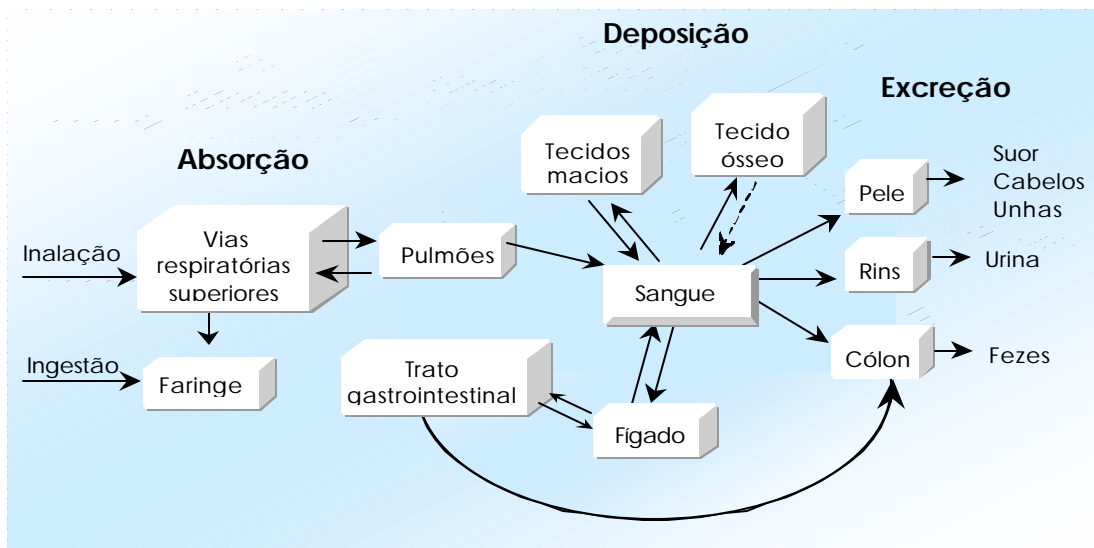 Deposição
Excreção
Absorção
Tecidos
macios
Tecido
ósseo
Suor
Cabelos
Unhas
Pele
Inalação
Vias
respiratórias
superiores
Pulmões
Sangue
Rins
Urina
Ingestão
Faringe
Trato
gastrointestinal
Fígado
Cólon
Fezes